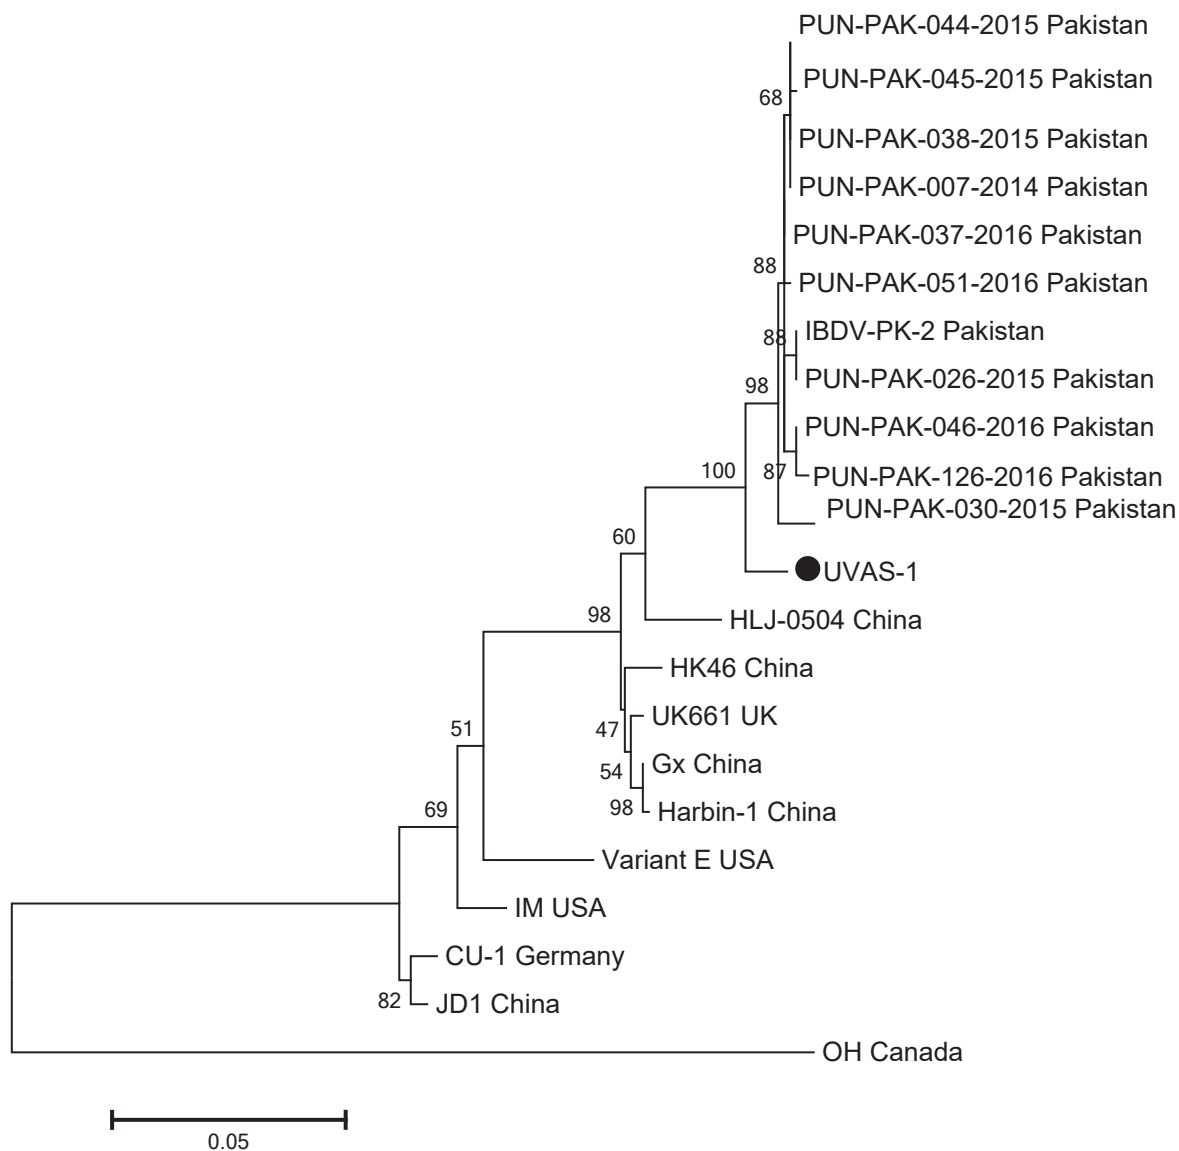 PUN-PAK-044-2015 Pakistan
PUN-PAK-045-2015 Pakistan
68
PUN-PAK-038-2015 Pakistan
PUN-PAK-007-2014 Pakistan
PUN-PAK-037-2016 Pakistan
88
PUN-PAK-051-2016 Pakistan
IBDV-PK-2 Pakistan
88
PUN-PAK-026-2015 Pakistan
98
PUN-PAK-046-2016 Pakistan
100
87
PUN-PAK-126-2016 Pakistan
PUN-PAK-030-2015 Pakistan
60
UVAS-1
98
HLJ-0504 China
HK46 China
UK661 UK
51
47
Gx China
54
98
Harbin-1 China
69
Variant E USA
IM USA
CU-1 Germany
82
JD1 China
OH Canada
0.05